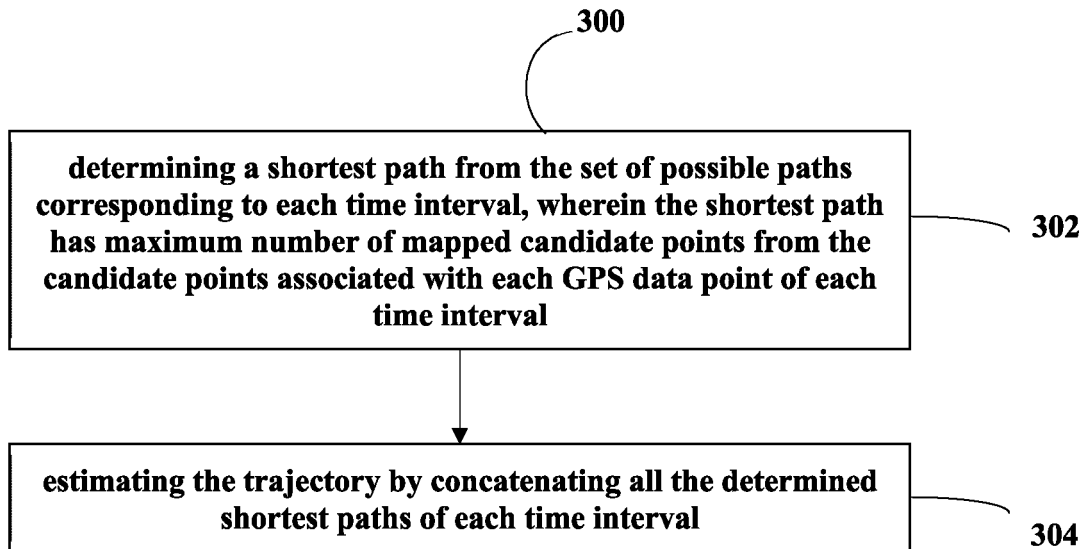 300
determining a shortest path from the set of possible paths
corresponding to each time interval, wherein the shortest path
has maximum number of mapped candidate points from the
candidate points associated with each GPS data point of each
time interval
302
estimating the trajectory by concatenating all the determined
shortest paths of each time interval
304